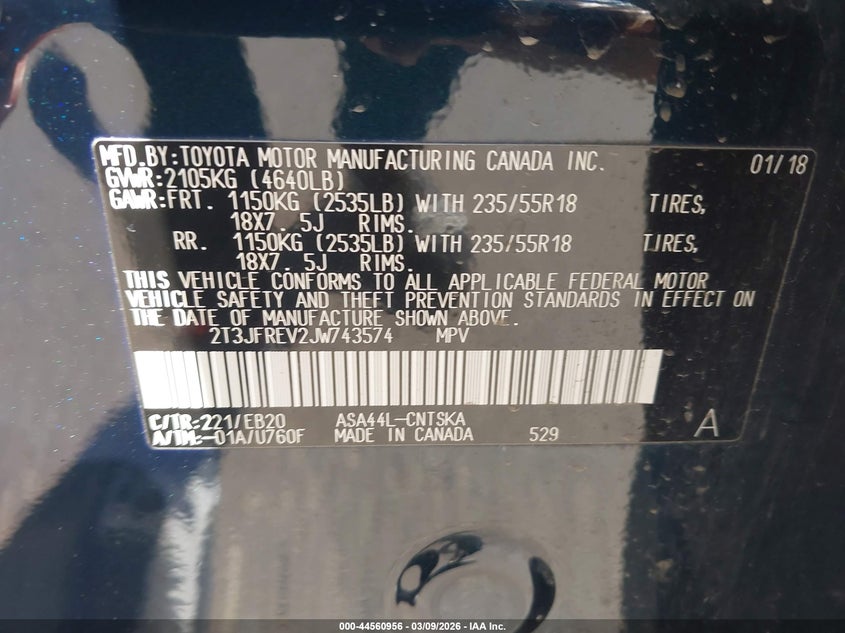 MFD.BY:TOYOTA MOTOR MANUFACTURING CANADA INC. 01/18
GVWR:2105KG (4640LB)
GAWR:FRT. 1150KG (2535LB) WITH 235/55R18 TIRES,
18X7.5J RIMS.
RR. 1150KG (2535LB) WITH 235/55R18 TIRES,
18X7.5J RIMS.
THIS VEHICLE CONFORMS TO ALL APPLICABLE FEDERAL MOTOR
VEHICLE SAFETY AND THEFT PREVENTION STANDARDS IN EFFECT ON
THE DATE OF MANUFACTURE SHOWN ABOVE.
2T3JFREV2JW743574 MPV
C/TR:221/EB20 ASA44L-CNTSKA
A/TM:-01A/U760F MADE IN CANADA 529 A
000-44560956 - 03/09/2026 - IAA Inc.